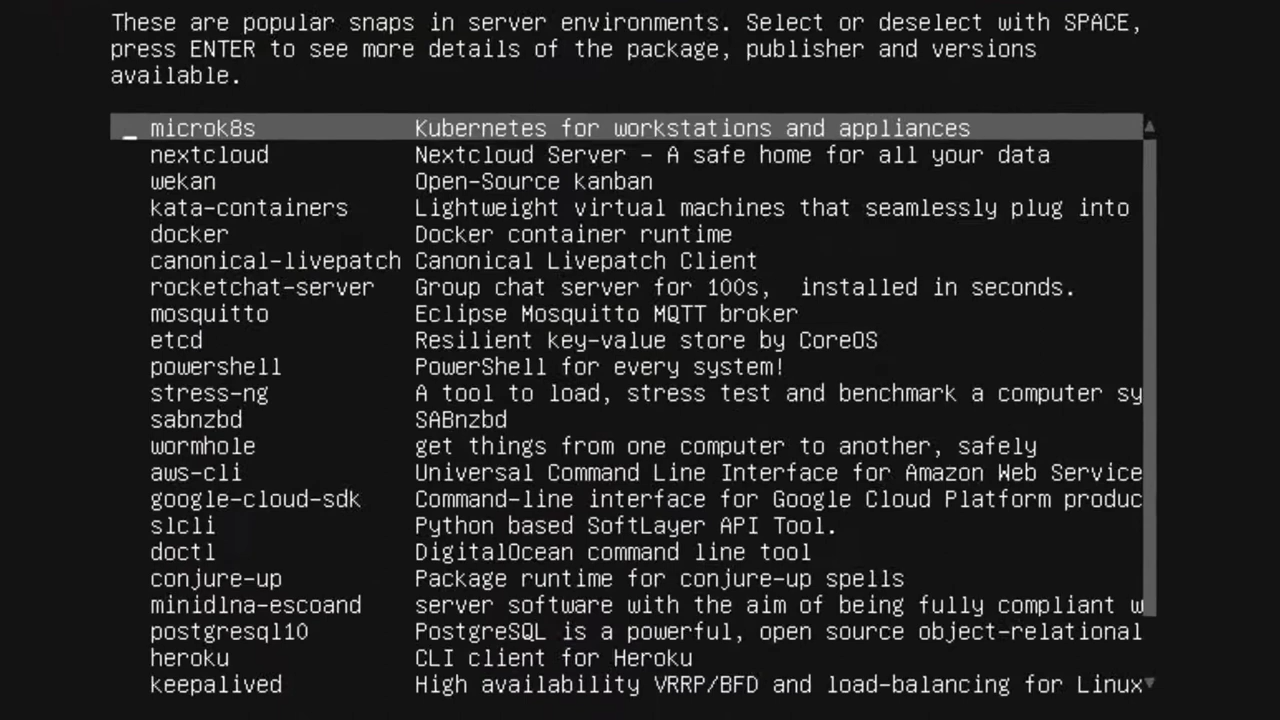 These are popular snaps in server environments. Select or deselect with SPACE,
press ENTER to see more details of the package, publisher and versions
available.
microk8s Kubernetes for workstations and appliances
nextcloud Nextcloud Server - A safe home for all your data
wekan Open-Source kanban
kata-containers Lightweight virtual machines that seamlessly plug into
docker Docker container runtime
canonical-livepatch Canonical Livepatch Client
rocketchat-server Group chat server for 100s,  installed in seconds.
mosquitto Eclipse Mosquitto MQTT broker
etcd Resilient key-value store by CoreOS
powershell PowerShell for every system!
stress-ng A tool to load, stress test and benchmark a computer sy
sabnzbd SABnzbd
wormhole get things from one computer to another, safely
aws-cli Universal Command Line Interface for Amazon Web Service
google-cloud-sdk Command-line interface for Google Cloud Platform produc
slcli Python based SoftLayer API Tool.
doctl DigitalOcean command line tool
conjure-up Package runtime for conjure-up spells
minidlna-escoand server software with the aim of being fully compliant w
postgresql10 PostgreSQL is a powerful, open source object-relational
heroku CLI client for Heroku
keepalived High availability VRRP/BFD and load-balancing for Linux